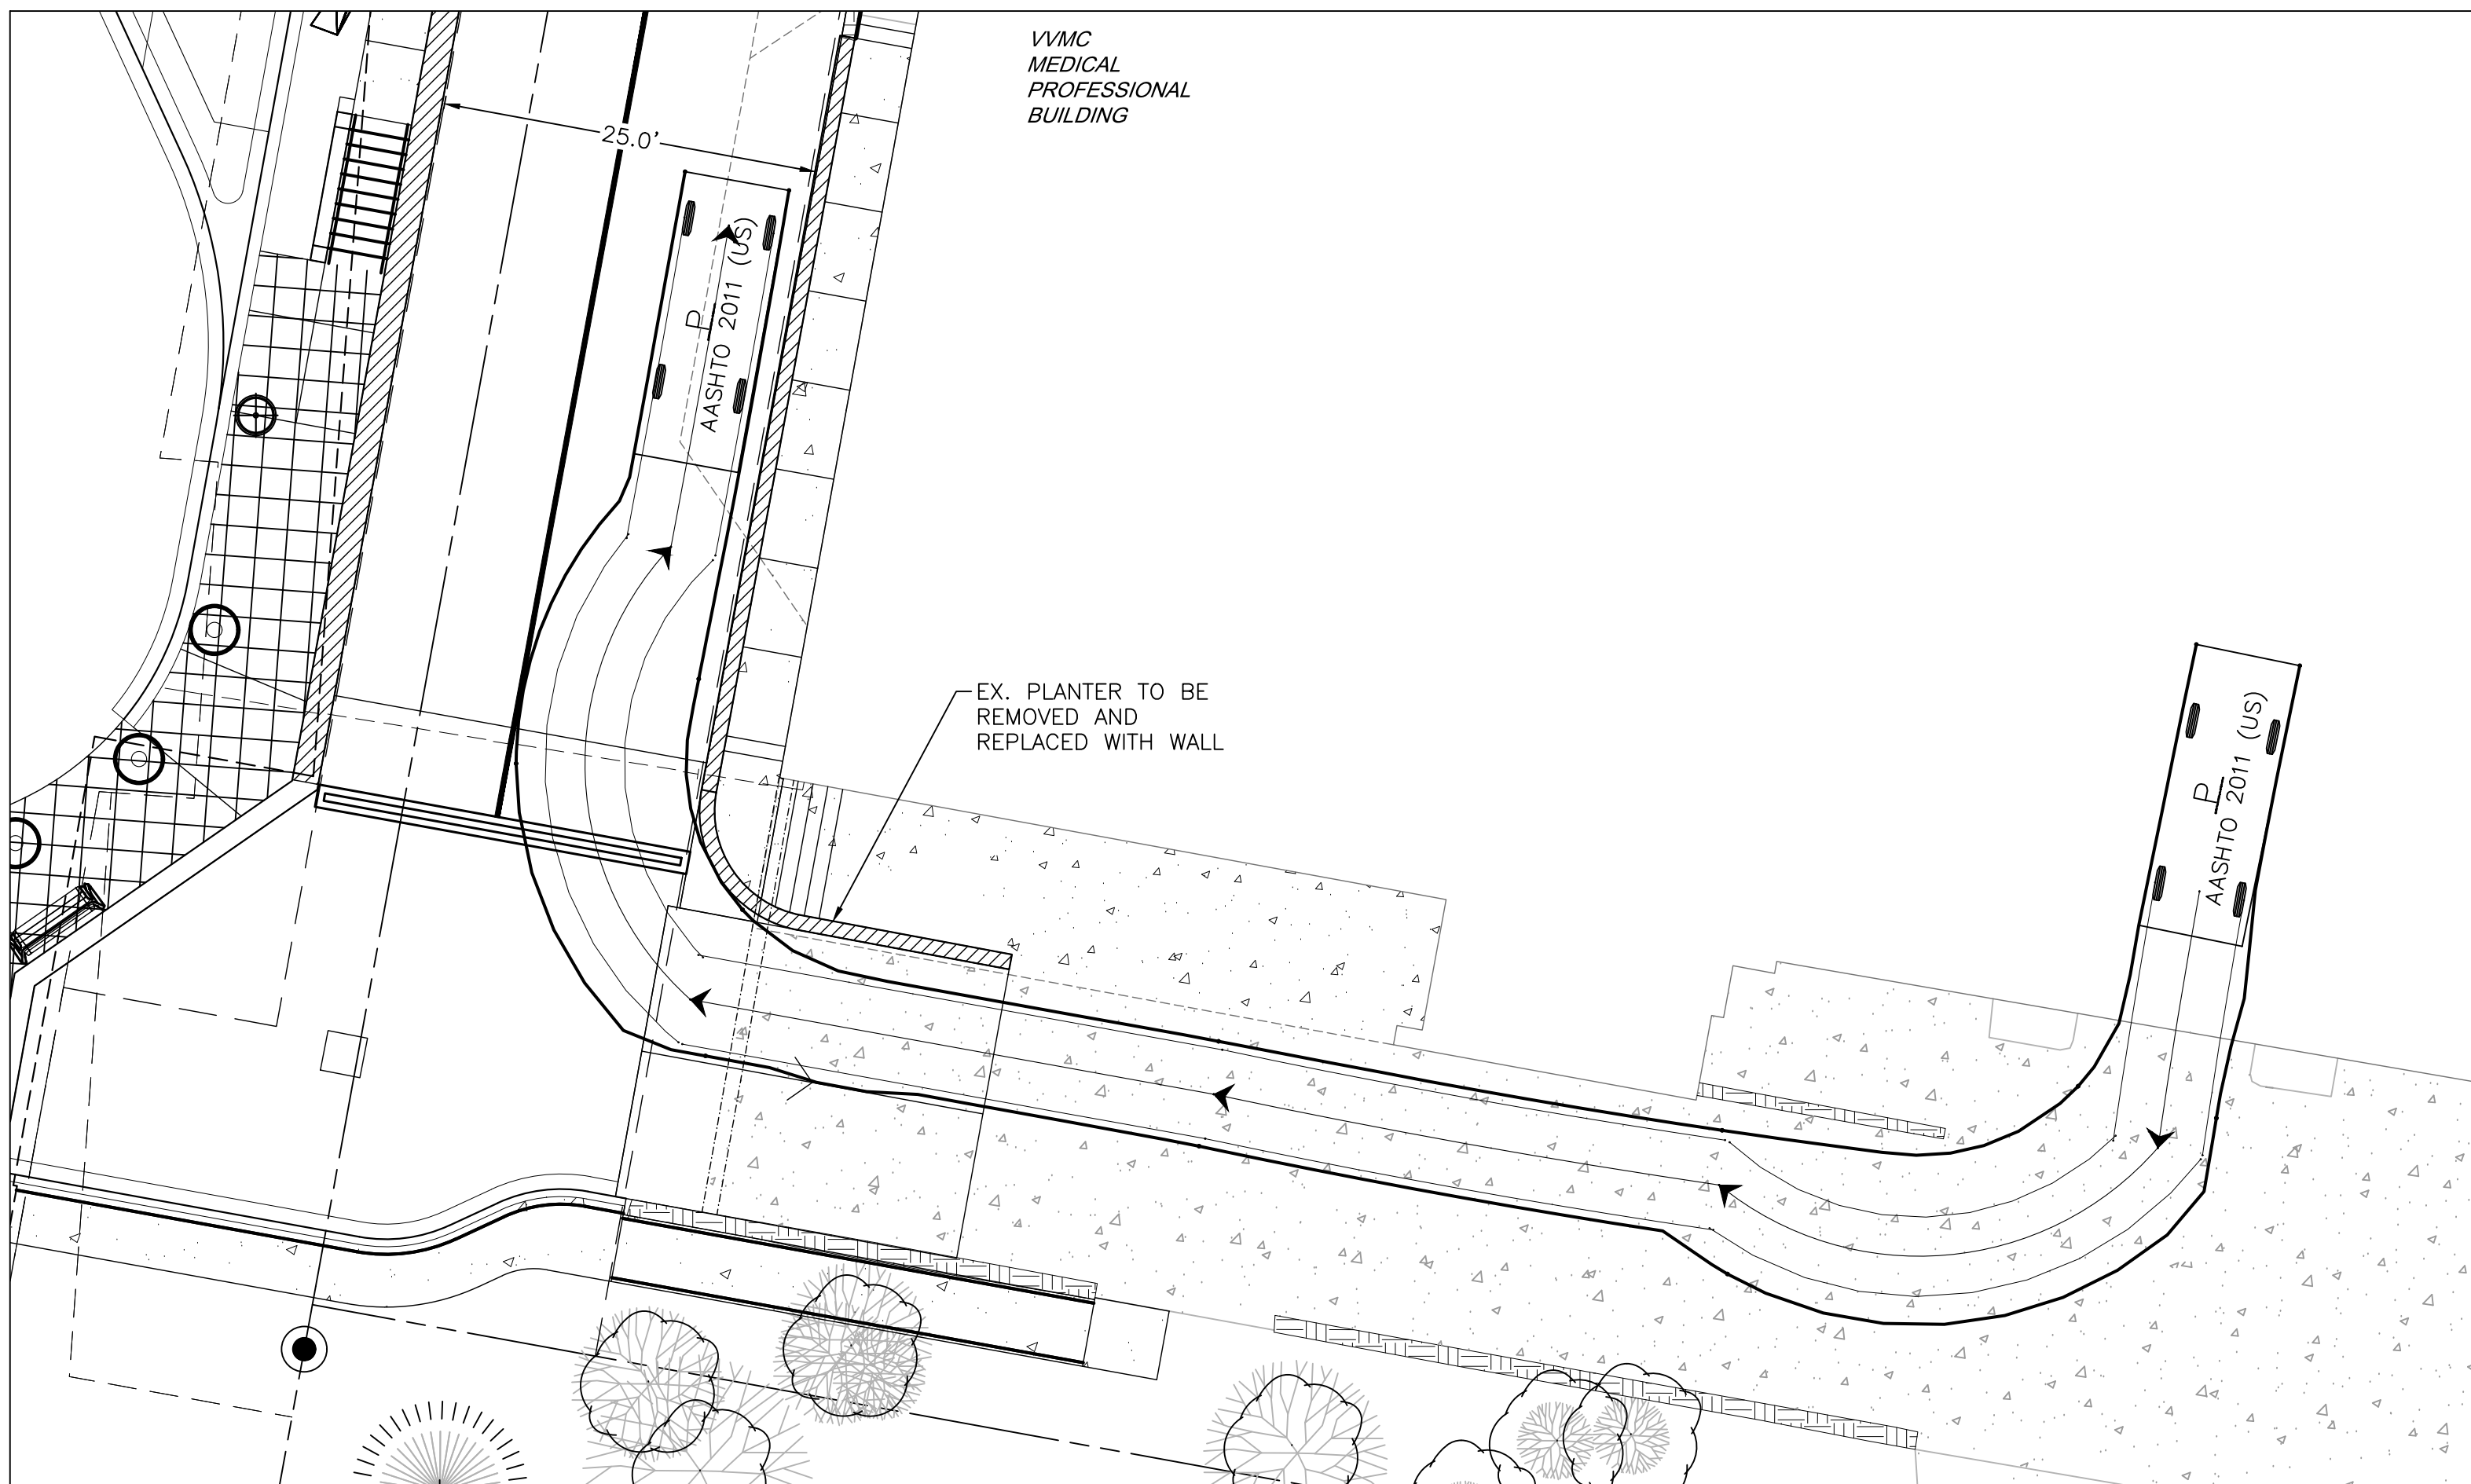 VVMC
MEDICAL
PROFESSIONAL
BUILDING
25.0'
P
AASHTO 2011 (US)
EX. PLANTER TO BE
REMOVED AND
REPLACED WITH WALL
P
AASHTO 2011 (US)